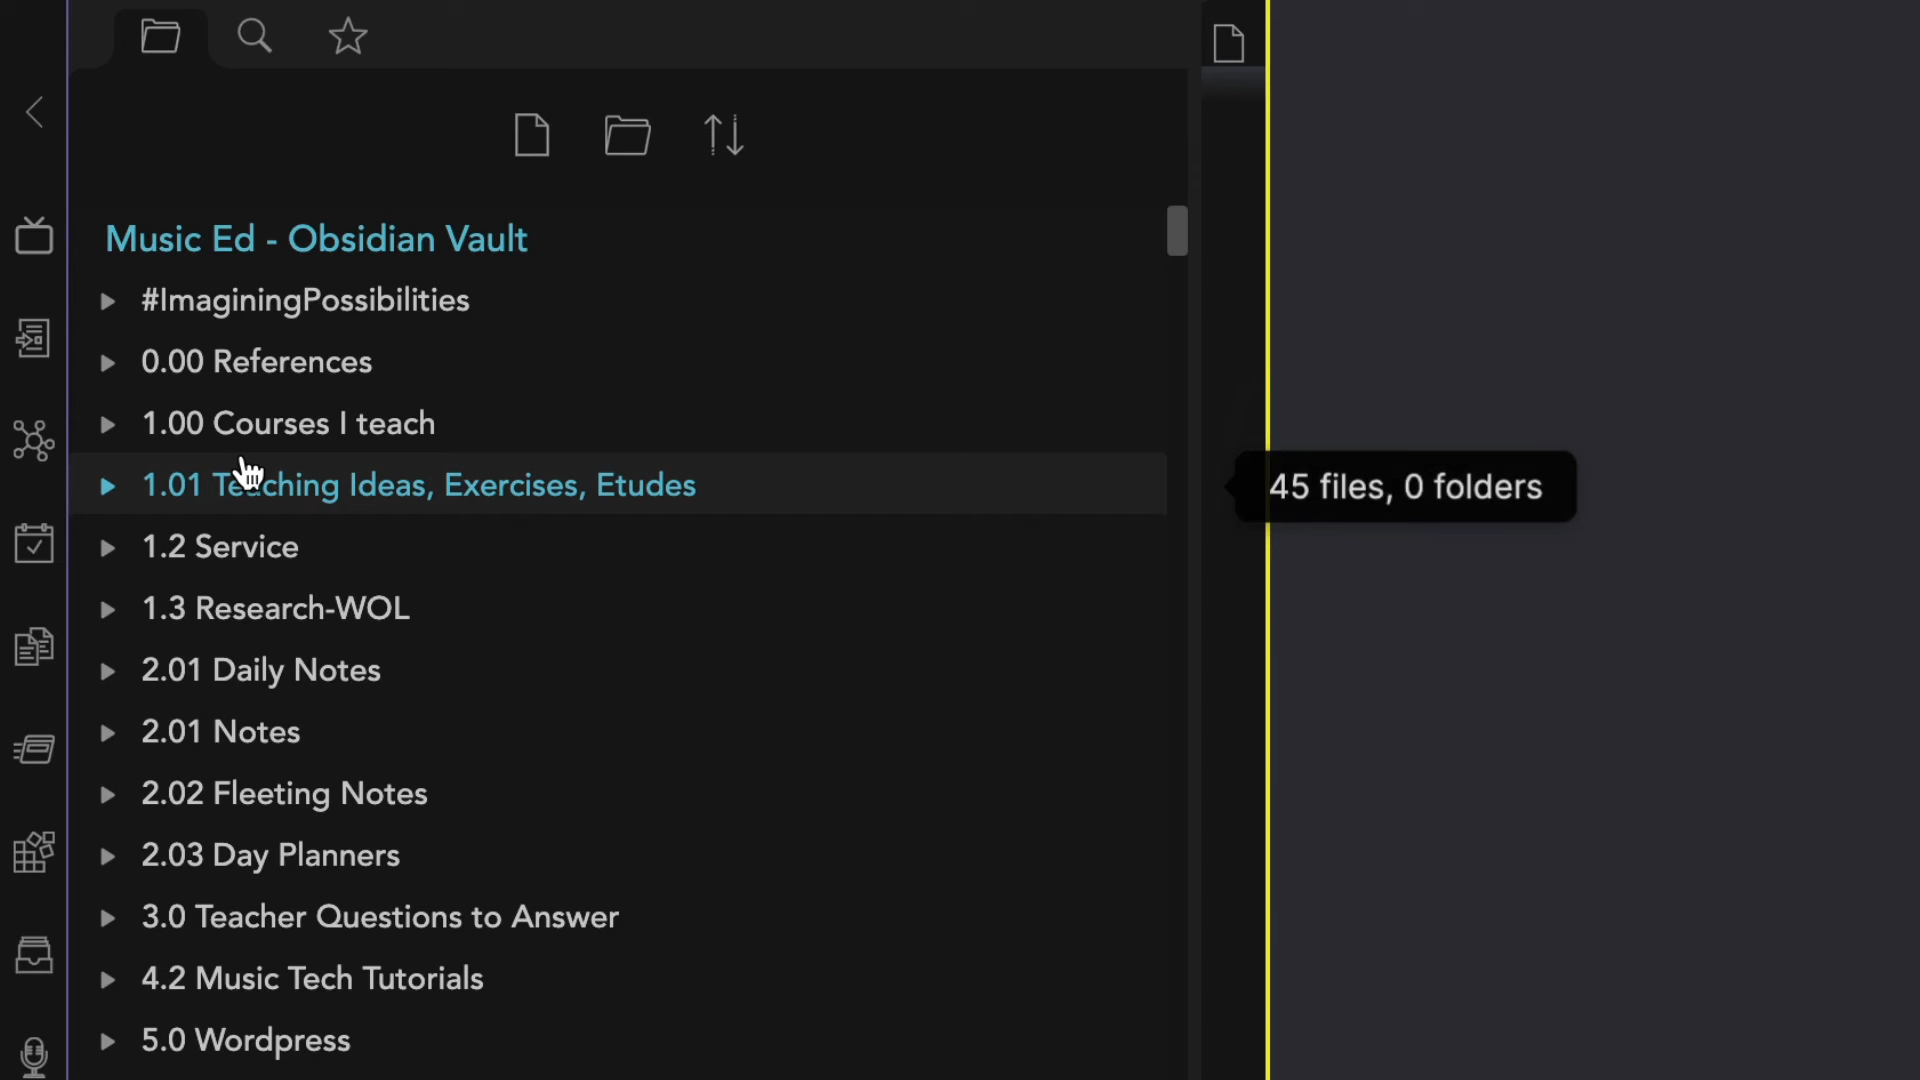 Music Ed - Obsidian Vault
#ImaginingPossibilities
0.00 References
1.00 Courses I teach
1.01 Teaching Ideas, Exercises, Etudes
45 files, 0 folders
1.2 Service
1.3 Research-WOL
2.01 Daily Notes
2.01 Notes
2.02 Fleeting Notes
2.03 Day Planners
3.0 Teacher Questions to Answer
4.2 Music Tech Tutorials
5.0 Wordpress